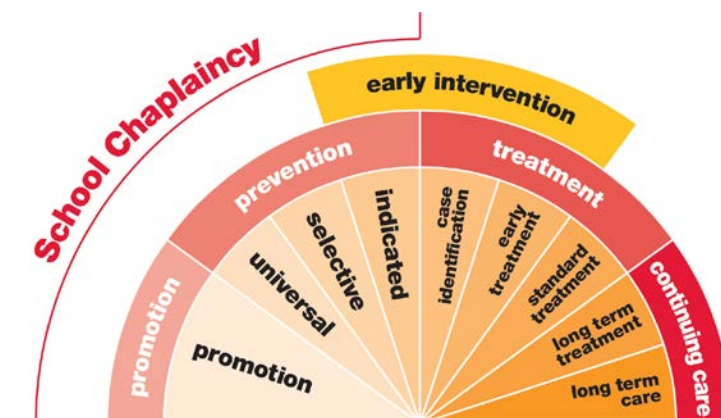 School Chaplaincy
early intervention
promotion
prevention
treatment
continuing care
promotion
universal
selective
indicated
case
identification
early
treatment
standard
treatment
long term
treatment
long term
care